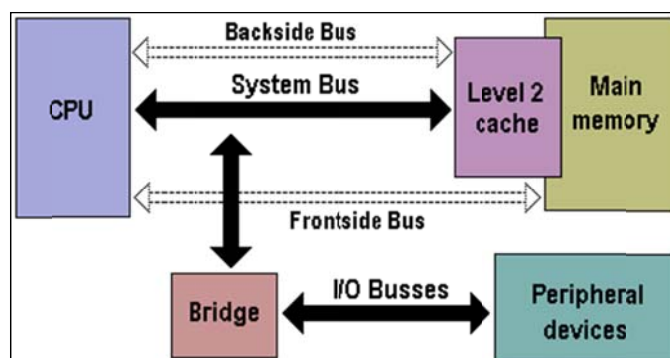 Backside Bus
System Bus
CPU
Level 2
cache
Main
memory
Frontside Bus
I/O Busses
Bridge
Peripheral
devices